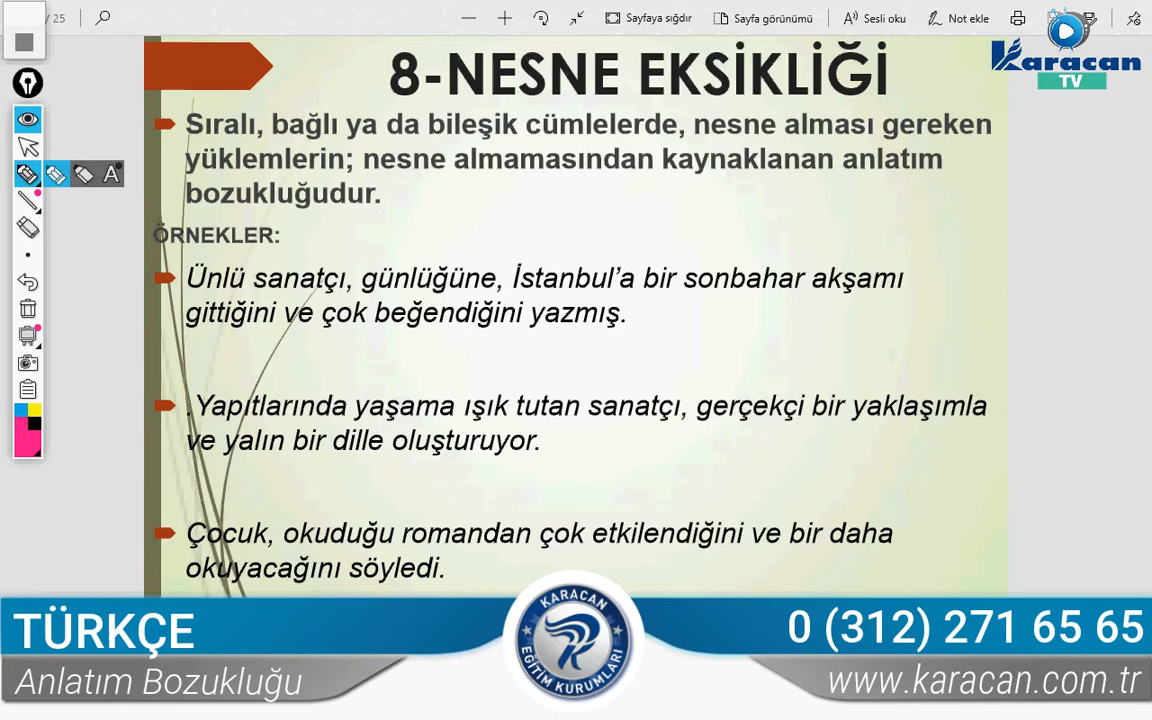 / 25
Sayfaya sığdır
Sayfa görünümü
A⁾⁾ Sesli oku
Not ekle
Karacan
TV
8-NESNE EKSİKLİĞİ
Sıralı, bağlı ya da bileşik cümlelerde, nesne alması gereken
yüklemlerin; nesne almamasından kaynaklanan anlatım
bozukluğudur.
ÖRNEKLER:
Ünlü sanatçı, günlüğüne, İstanbul’a bir sonbahar akşamı
gittiğini ve çok beğendiğini yazmış.
.Yapıtlarında yaşama ışık tutan sanatçı, gerçekçi bir yaklaşımla
ve yalın bir dille oluşturuyor.
Çocuk, okuduğu romandan çok etkilendiğini ve bir daha
okuyacağını söyledi.
A
TÜRKÇE
Anlatım Bozukluğu
KARACAN
EĞİTİM KURUMLARI
0 (312) 271 65 65
www.karacan.com.tr